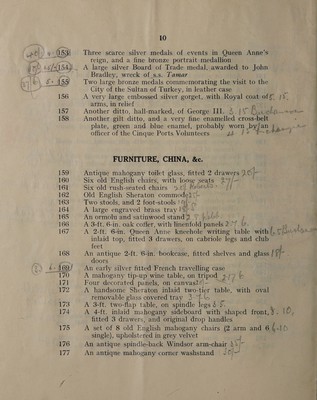 10
153 Three scarce silver medals of events in Queen Anne's
reign, and a fine bronze portrait medallion
154 A large silver Board of Trade medal, awarded to John
Bradley, wreck of s.s. Tamar
155 Two large bronze medals commemorating the visit to the
City of the Sultan of Turkey, in leather case
156 A very large embossed silver gorget, with Royal coat-of
arms, in relief
157 Another ditto, hall-marked, of George III.
158 Another gilt ditto, and a very fine enamelled cross-belt
plate, green and blue enamel, probably worn by an
officer of the Cinque Ports Volunteers
FURNITURE, CHINA, &c.
159 Antique mahogany toilet glass, fitted 2 drawers
160 Six old English chairs, with loose seats
161 Six old rush-seated chairs
162 Old English Sheraton commode
163 Two stools, and 2 foot-stools
164 A large engraved brass tray
165 An ormolu and satinwood stand
166 A 3-ft. 6-in. oak coffer, with linenfold panels
167 A 2-ft. 6-in. Queen Anne kneehole writing table with
inlaid top, fitted 3 drawers, on cabriole legs and club
feet
168 An antique 2-ft. 6-in. bookcase, fitted shelves and glass
doors
169 An early silver fitted French travelling case
170 A mahogany tip-up wine table, on tripod
171 Four decorated panels, on canvas
172 A handsome Sheraton inlaid two-tier table, with oval
removable glass covered tray
173 A 3-ft. two-flap table, on spindle legs
174 A 4-ft. inlaid mahogany sideboard with shaped front,
fitted 3 drawers, and original drop handles
175 A set of 8 old English mahogany chairs (2 arm and 6
single), upholstered in grey velvet
176 An antique spindle-back Windsor arm-chair
177 An antique mahogany corner washstand